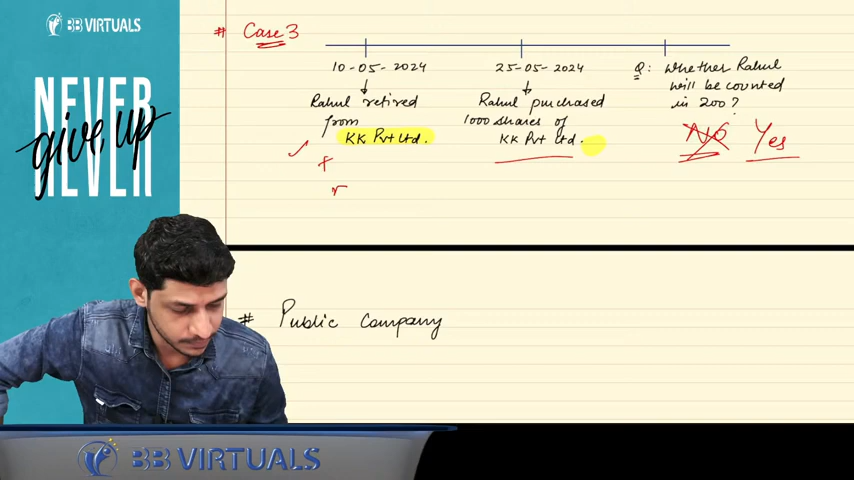 BB VIRTUALS
NEVER
give up
NEVER
# Case 3
10-05-2024
25-05-2024
Q: Whether Rahul
will be counted
in 200?
Rahul retired
from
KK Pvt Ltd.
Rahul purchased
1000 shares of
KK Pvt Ltd.
NO
Yes
# Public Company
BB VIRTUALS